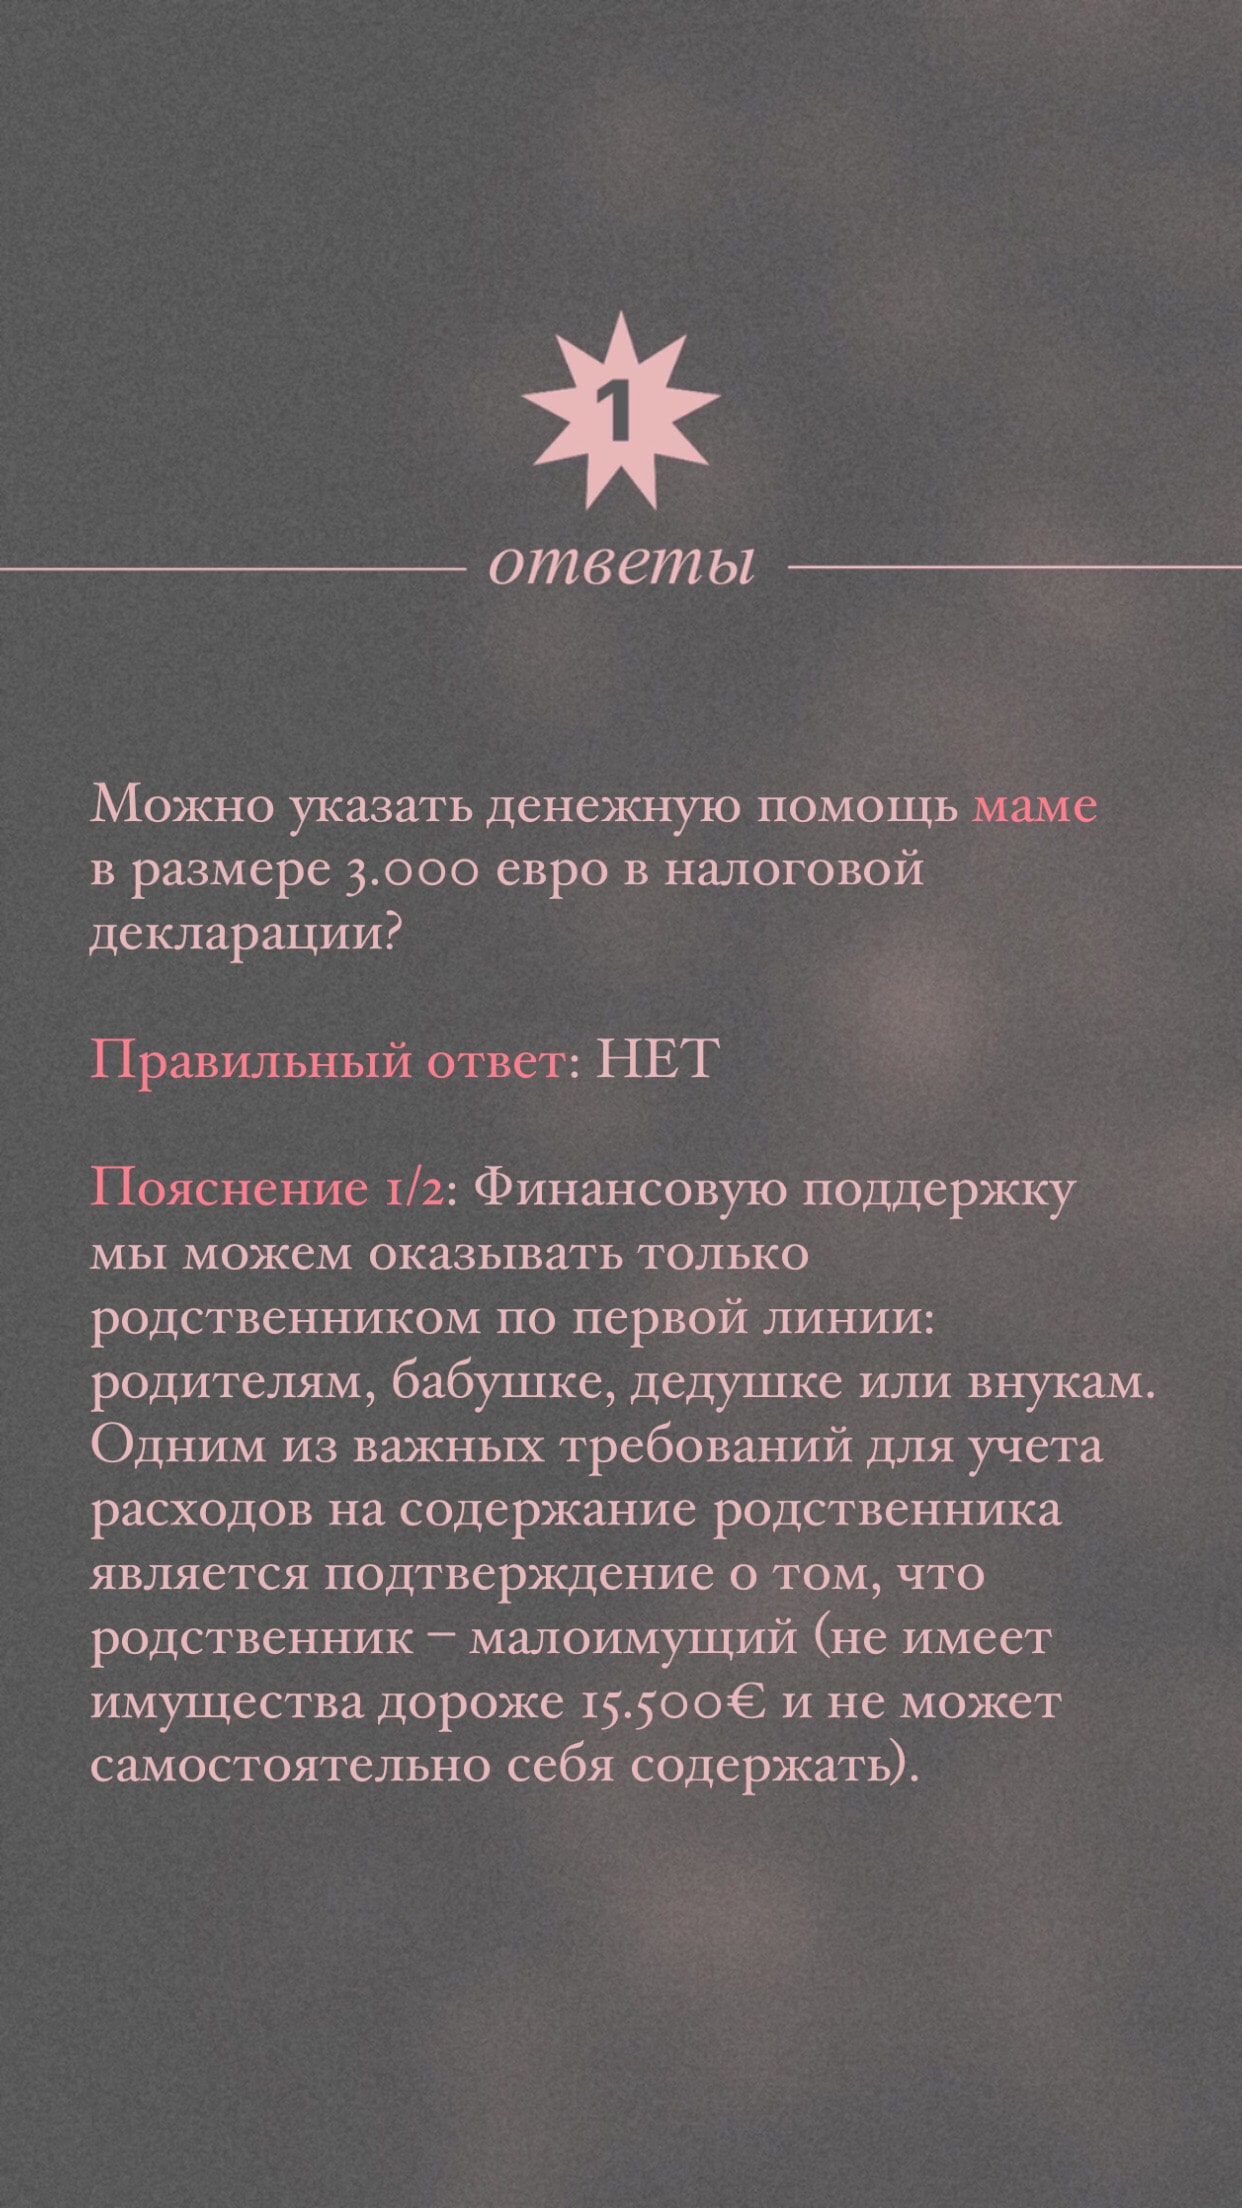 1
ответы
Можно указать денежную помощь маме
в размере 3.000 евро в налоговой
декларации?
Правильный ответ: НЕТ
Пояснение 1/2: Финансовую поддержку
мы можем оказывать только
родственником по первой линии:
родителям, бабушке, дедушке или внукам.
Одним из важных требований для учета
расходов на содержание родственника
является подтверждение о том, что
родственник – малоимущий (не имеет
имущества дороже 15.500€ и не может
самостоятельно себя содержать).